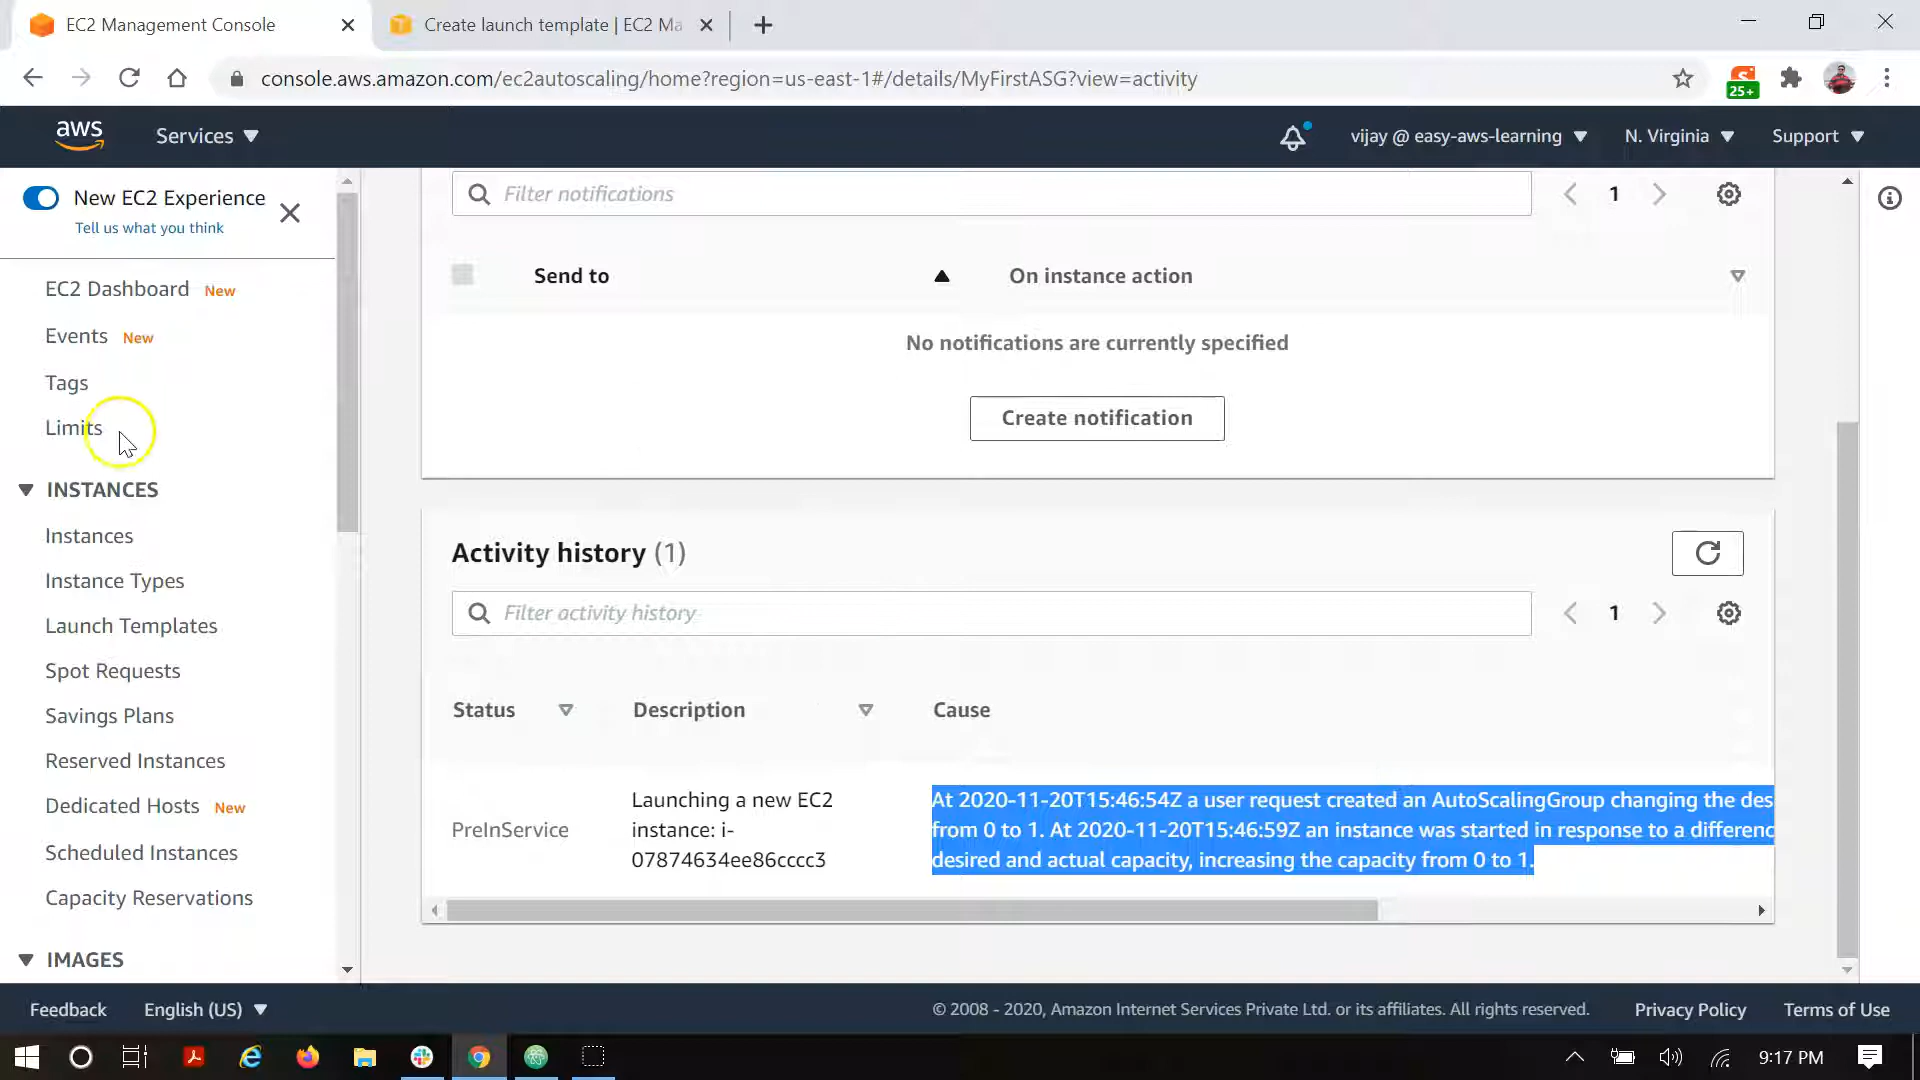 EC2 Management Console
Create launch template | EC2 Ma
console.aws.amazon.com/ec2autoscaling/home?region=us-east-1#/details/MyFirstASG?view=activity
25+
aws
Services
vijay @ easy-aws-learning
N. Virginia
Support
New EC2 Experience
Tell us what you think
EC2 Dashboard New
Events New
Tags
Limits
INSTANCES
Instances
Instance Types
Launch Templates
Spot Requests
Savings Plans
Reserved Instances
Dedicated Hosts New
Scheduled Instances
Capacity Reservations
IMAGES
Filter notifications
1
Send to
On instance action
No notifications are currently specified
Create notification
Activity history (1)
Filter activity history
1
Status
Description
Cause
PreInService
Launching a new EC2
instance: i-
07874634ee86cccc3
At 2020-11-20T15:46:54Z a user request created an AutoScalingGroup changing the des
from 0 to 1. At 2020-11-20T15:46:59Z an instance was started in response to a differenc
desired and actual capacity, increasing the capacity from 0 to 1.
Feedback
English (US)
© 2008 - 2020, Amazon Internet Services Private Ltd. or its affiliates. All rights reserved.
Privacy Policy
Terms of Use
9:17 PM